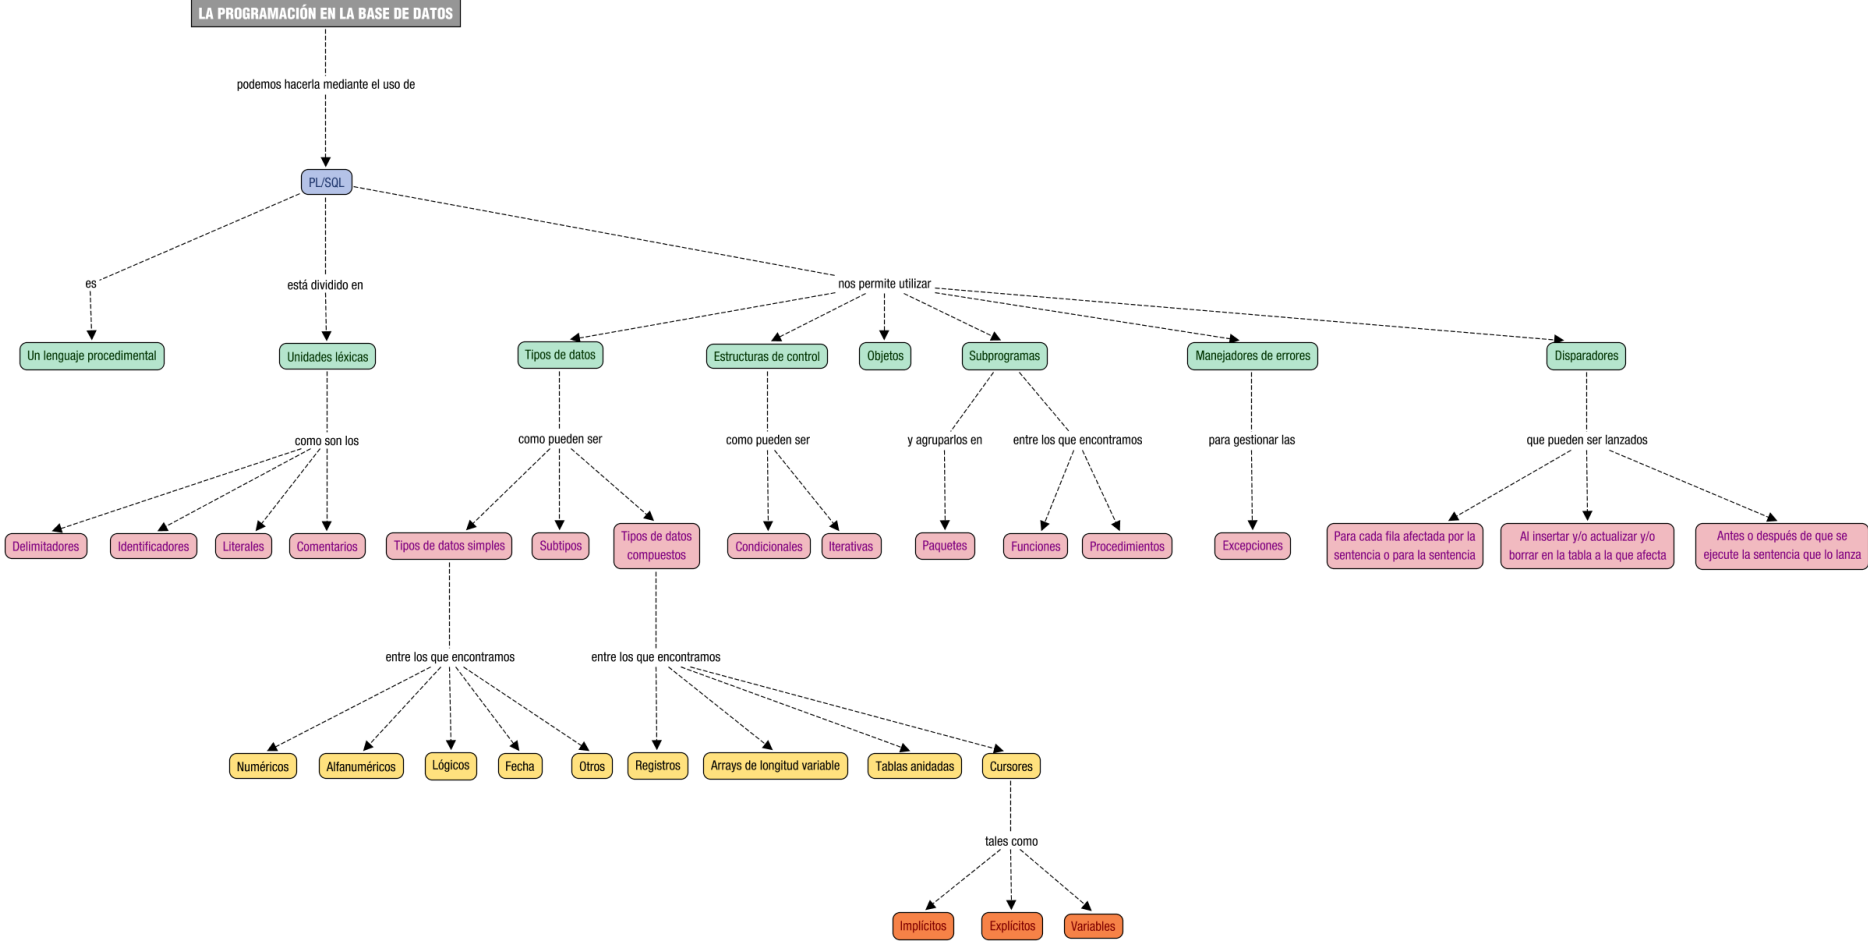 LA PROGRAMACIÓN EN LA BASE DE DATOS
podemos hacerla mediante el uso de
PL/SQL
es
está dividido en
nos permite utilizar
Un lenguaje procedimental
Unidades léxicas
Tipos de datos
Estructuras de control
Objetos
Subprogramas
Manejadores de errores
Disparadores
como son los
como pueden ser
como pueden ser
y agruparlos en
entre los que encontramos
para gestionar las
que pueden ser lanzados
Delimitadores
Identificadores
Literales
Comentarios
Tipos de datos simples
Subtipos
Tipos de datos
compuestos
Condicionales
Iterativas
Paquetes
Funciones
Procedimientos
Excepciones
Para cada fila afectada por la
sentencia o para la sentencia
Al insertar y/o actualizar y/o
borrar en la tabla a la que afecta
Antes o después de que se
ejecute la sentencia que lo lanza
entre los que encontramos
entre los que encontramos
Numéricos
Alfanuméricos
Lógicos
Fecha
Otros
Registros
Arrays de longitud variable
Tablas anidadas
Cursores
tales como
Implícitos
Explícitos
Variables